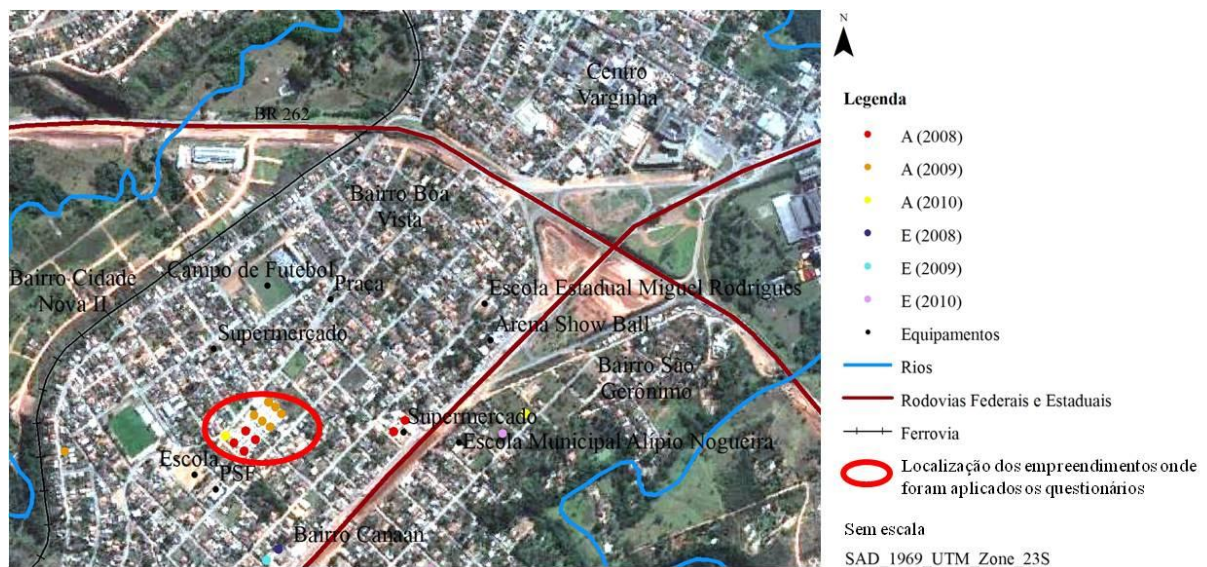 Centro
Varginha
BR 262
Bairro Boa
Vista
Bairro Cidade
Nova II
Campo de Futebol
Praça
Escola Estadual Miguel Rodrigues
Supermercado
Arena Show Ball
Bairro São
Gerônimo
Supermercado
Escola Municipal Alipio Nogueira
Escola
PSF
Bairro Canaan
N
Legenda
A (2008)
A (2009)
A (2010)
E (2008)
E (2009)
E (2010)
Equipamentos
Rios
Rodovias Federais e Estaduais
Ferrovia
Localização dos empreendimentos onde
foram aplicados os questionários
Sem escala
SAD_1969_UTM_Zone_23S